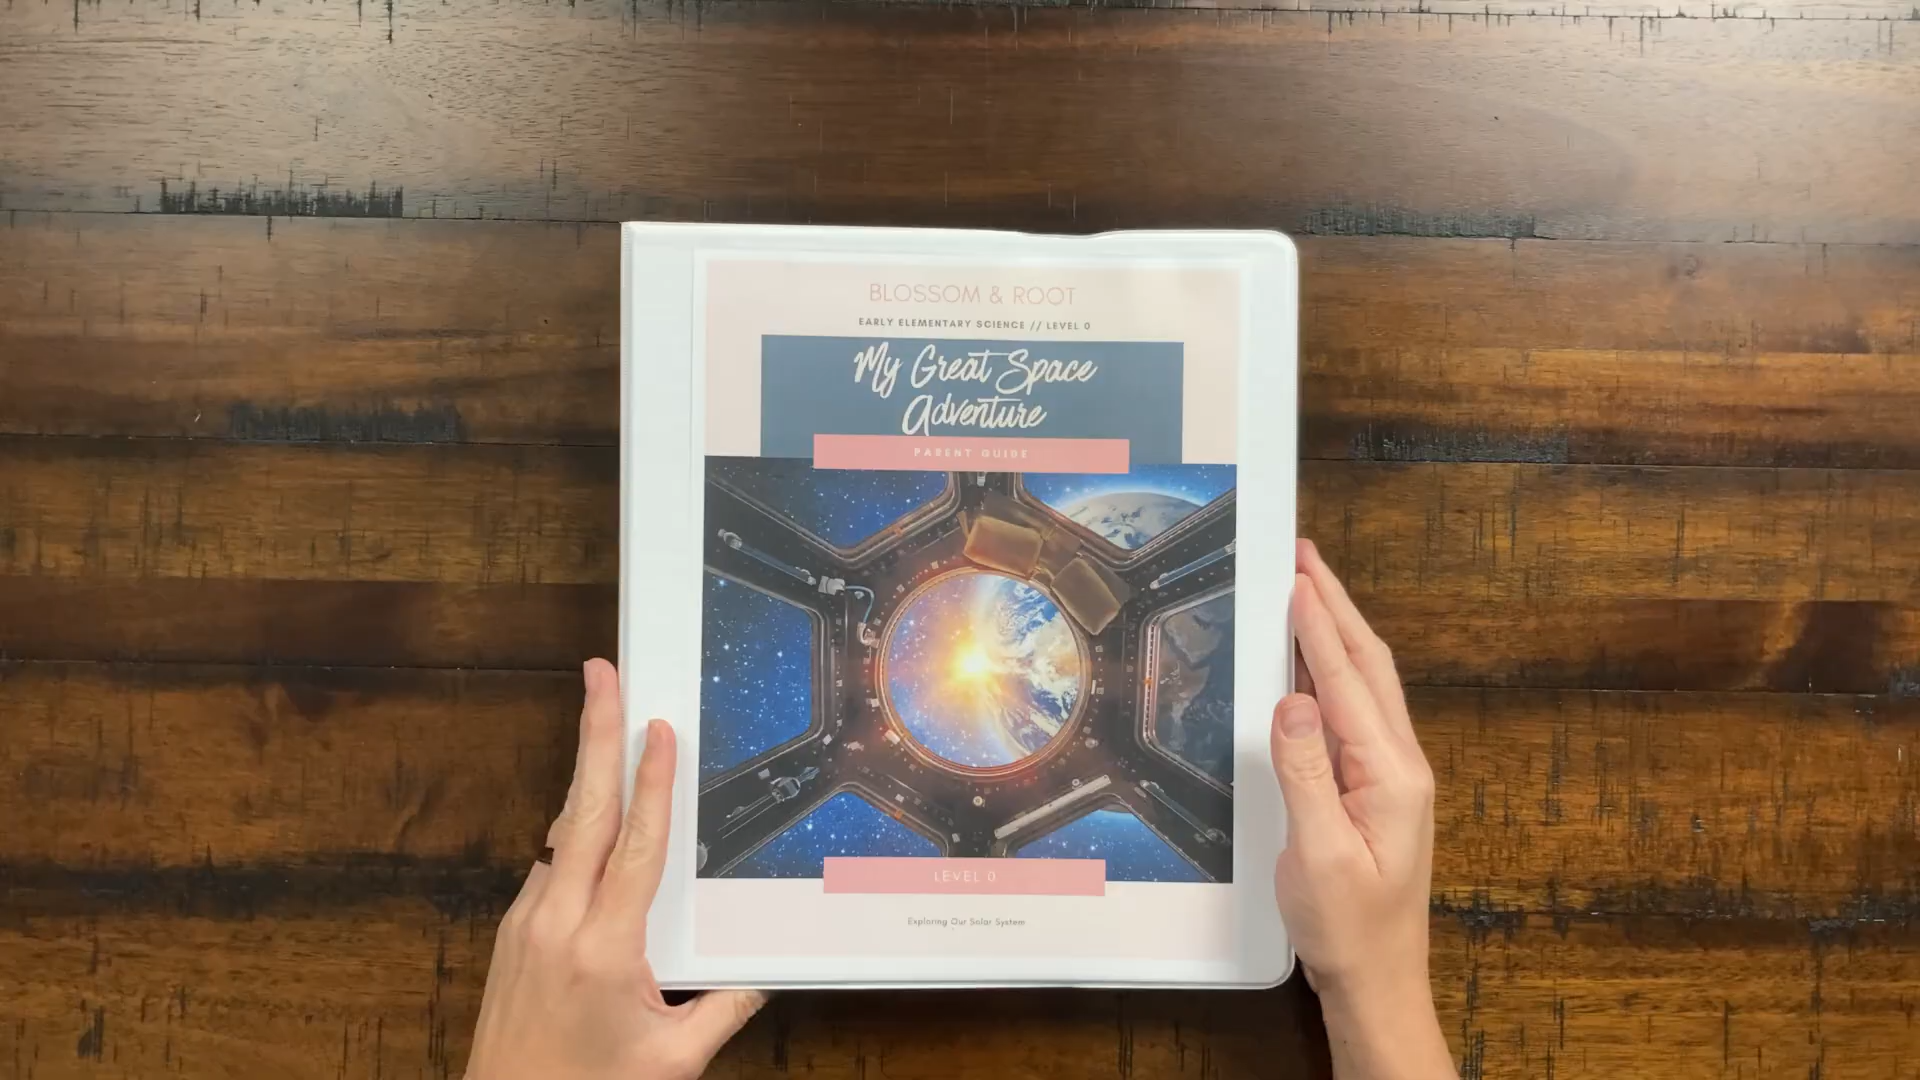 BLOSSOM & ROOT
EARLY ELEMENTARY SCIENCE // LEVEL 0
My Great Space
Adventure
PARENT GUIDE
LEVEL 0
Exploring Our Solar System